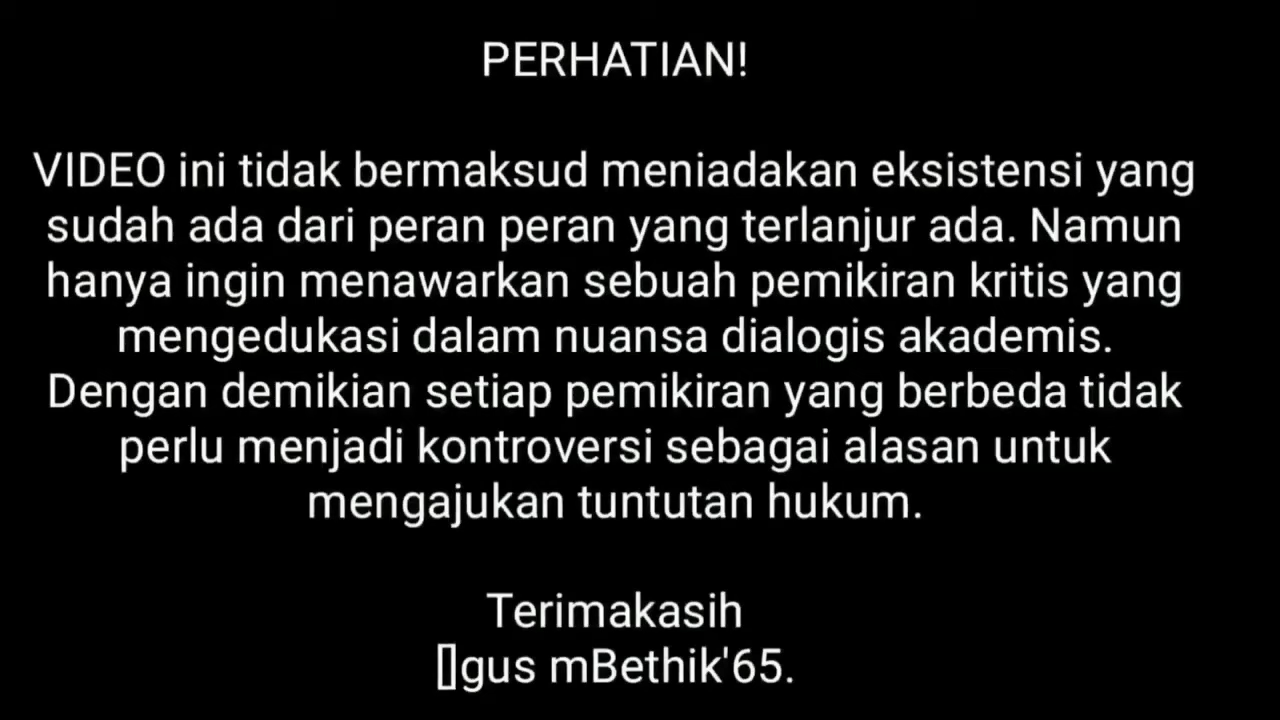 PERHATIAN!
VIDEO ini tidak bermaksud meniadakan eksistensi yang
sudah ada dari peran peran yang terlanjur ada. Namun
hanya ingin menawarkan sebuah pemikiran kritis yang
mengedukasi dalam nuansa dialogis akademis.
Dengan demikian setiap pemikiran yang berbeda tidak
perlu menjadi kontroversi sebagai alasan untuk
mengajukan tuntutan hukum.
Terimakasih
[]gus mBethik'65.